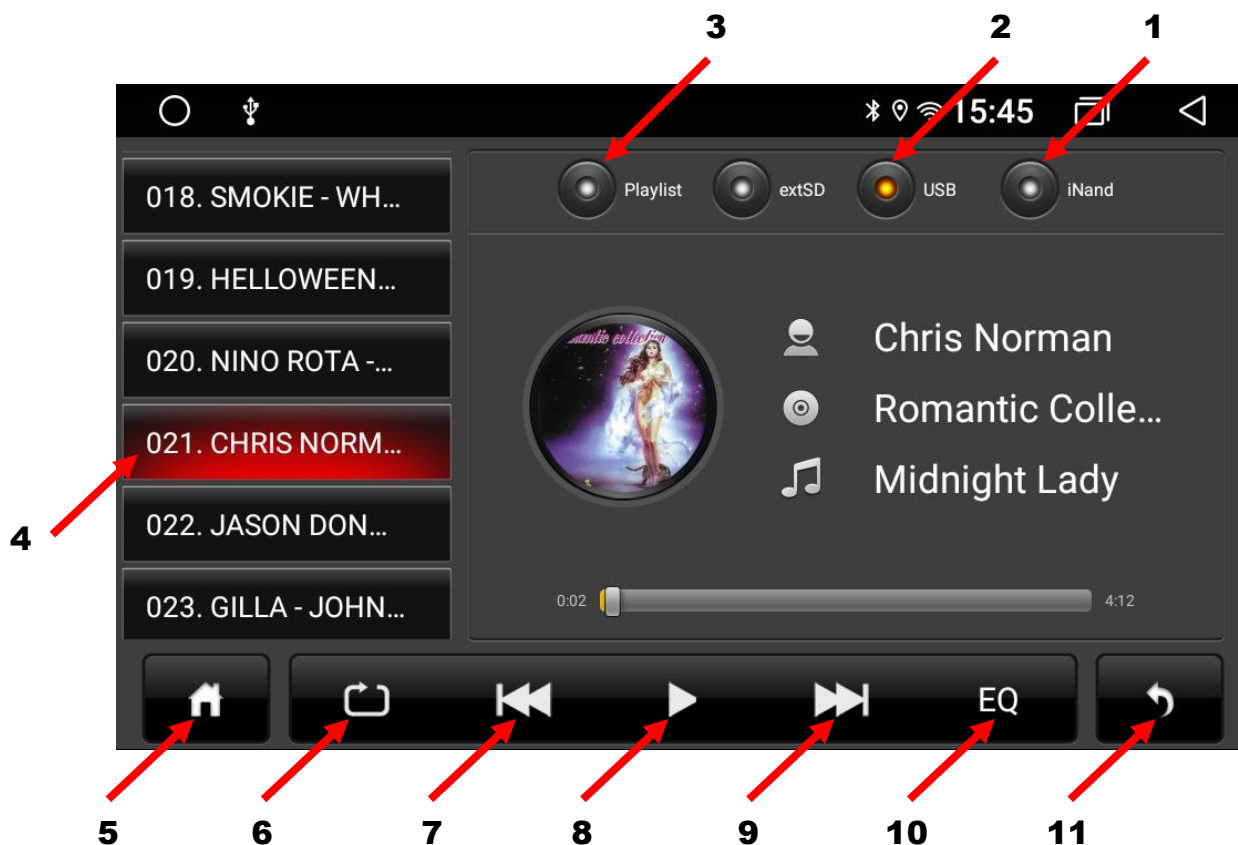 3 2 1
15:45
018. SMOKIE - WH...
019. HELLOWEEN...
020. NINO ROTA -...
021. CHRIS NORM...
022. JASON DON...
023. GILLA - JOHN...
Playlist extSD USB iNand
romantic collection
Chris Norman
Romantic Colle...
Midnight Lady
0:02 4:12
4
EQ
5 6 7 8 9 10 11